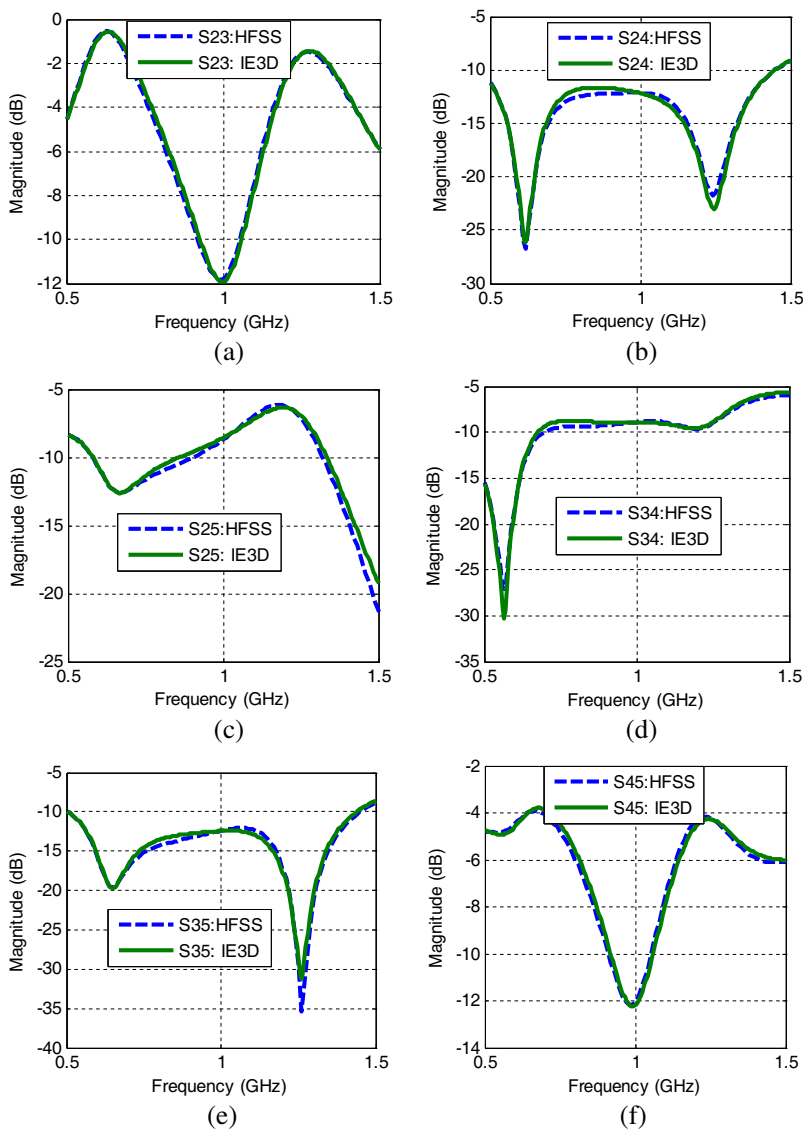 0
-2
-4
-6
-8
-10
-12
0.5
1
1.5
Magnitude (dB)
Frequency (GHz)
S23:HFSS
S23: IE3D
(a)
-5
-10
-15
-20
-25
-30
0.5
1
1.5
Magnitude (dB)
Frequency (GHz)
S24:HFSS
S24: IE3D
(b)
-5
-10
-15
-20
-25
0.5
1
1.5
Magnitude (dB)
Frequency (GHz)
S25:HFSS
S25: IE3D
(c)
-5
-10
-15
-20
-25
-30
-35
0.5
1
1.5
Magnitude (dB)
Frequency (GHz)
S34:HFSS
S34: IE3D
(d)
-5
-10
-15
-20
-25
-30
-35
-40
0.5
1
1.5
Magnitude (dB)
Frequency (GHz)
S35:HFSS
S35: IE3D
(e)
-2
-4
-6
-8
-10
-12
-14
0.5
1
1.5
Magnitude (dB)
Frequency (GHz)
S45:HFSS
S45: IE3D
(f)